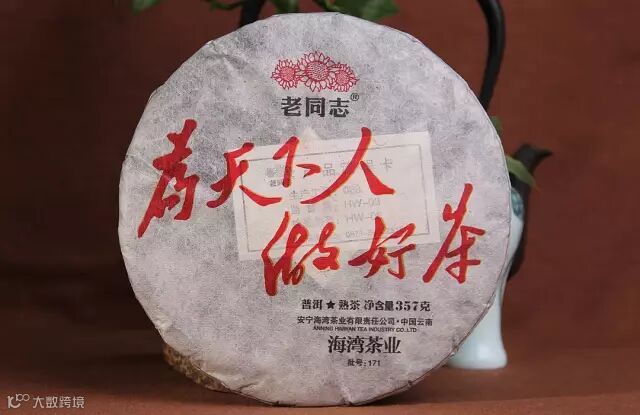 老同志®
为天下人
做好茶
普洱★熟茶 净含量357克
安宁海湾茶业有限责任公司·中国云南
ANNING HAIWAN TEA INDUSTRY CO.,LTD.
海湾茶业
批号:171
大数跨境